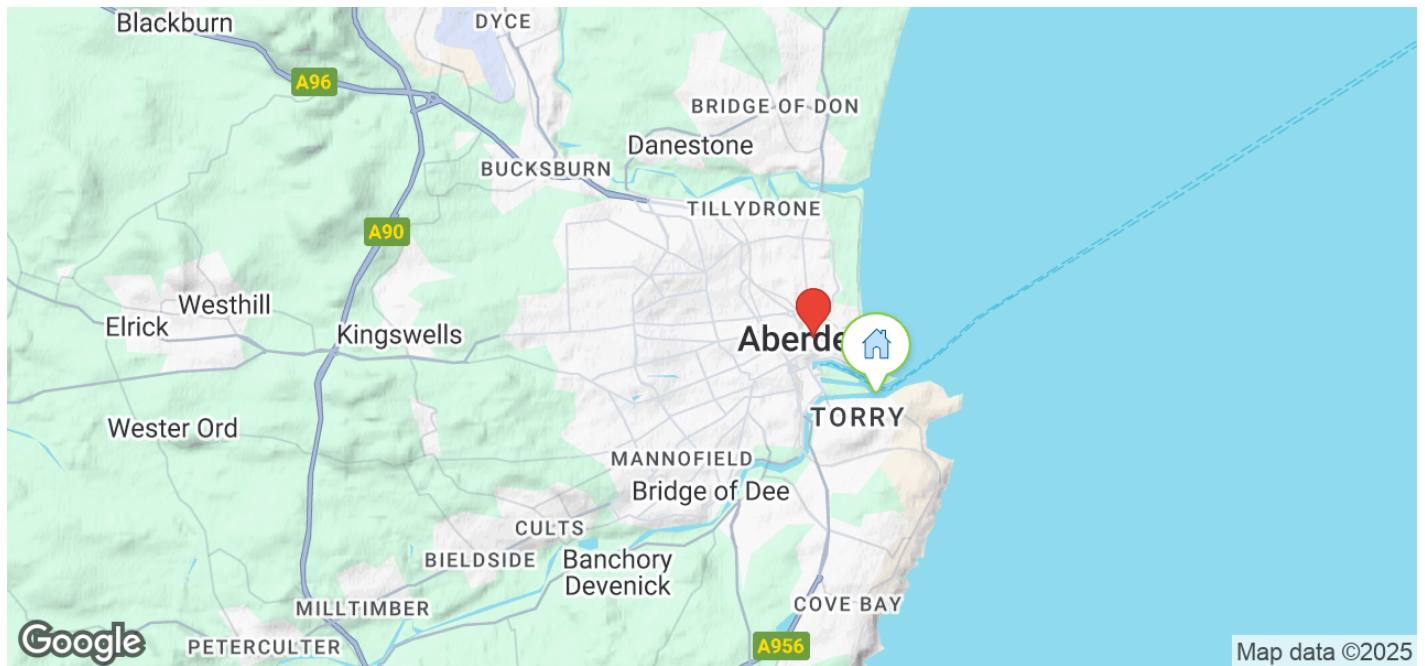 Blackburn
DYCE
A96
BRIDGE OF DON
Danestone
BUCKSBURN
TILLYDRONE
A90
Westhill
Elrick
Kingswells
Aberde
TORRY
Wester Ord
MANNOFIELD
Bridge of Dee
CULTS
BIELDSIDE
Banchory
Devenick
MILLTIMBER
COVE BAY
PETERCULTER
A956
Google
Map data ©2025